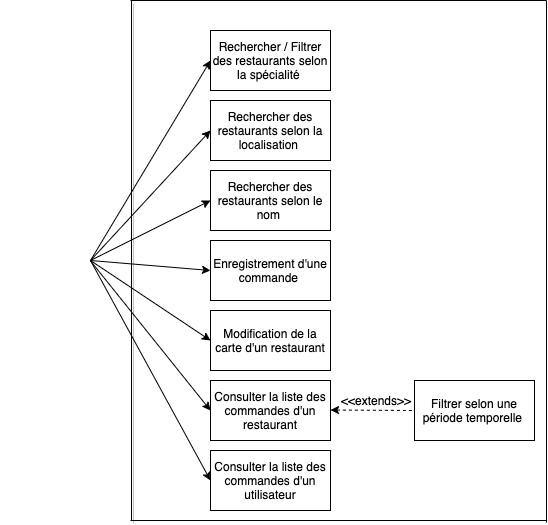 Rechercher / Filtrer
des restaurants selon
la spécialité
Rechercher des
restaurants selon la
localisation
Rechercher des
restaurants selon le
nom
Enregistrement d'une
commande
Modification de la
carte d'un restaurant
Consulter la liste des
commandes d'un
restaurant
<<extends>>
Filtrer selon une
période temporelle
Consulter la liste des
commandes d'un
utilisateur